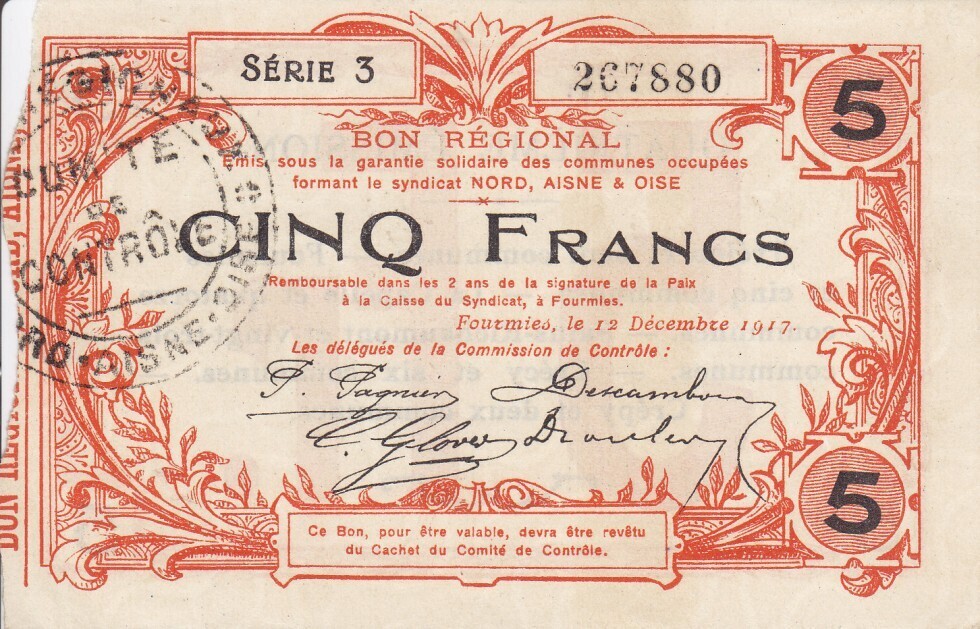 SÉRIE 3
267880
5
BON RÉGIONAL
Émis sous la garantie solidaire des communes occupées
formant le syndicat NORD, AISNE & OISE
CINQ FRANCS
Remboursable dans les 2 ans de la signature de la Paix
à la Caisse du Syndicat, à Fourmies.
Fourmies, le 12 Décembre 1917.
Les délégués de la Commission de Contrôle :
Descamps
5
Ce Bon, pour être valable, devra être revêtu
du Cachet du Comité de Contrôle.
COMITÉ
DE
CONTRÔLE
AISNE